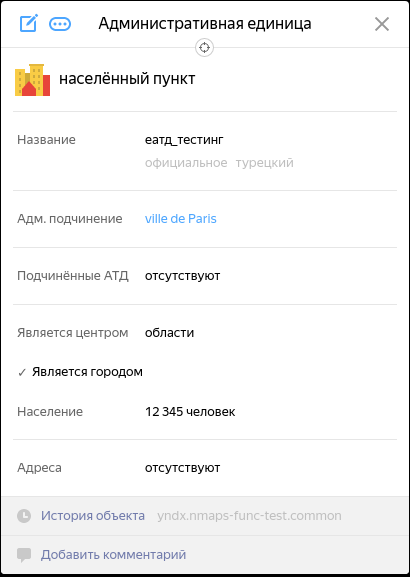 Административная единица
населённый пункт
Название еатд_тестинг
официальное турецкий
Адм. подчинение ville de Paris
Подчинённые АТД отсутствуют
Является центром области
✓ Является городом
Население 12 345 человек
Адреса отсутствуют
История объекта yndx.nmaps-func-test.common
Добавить комментарий